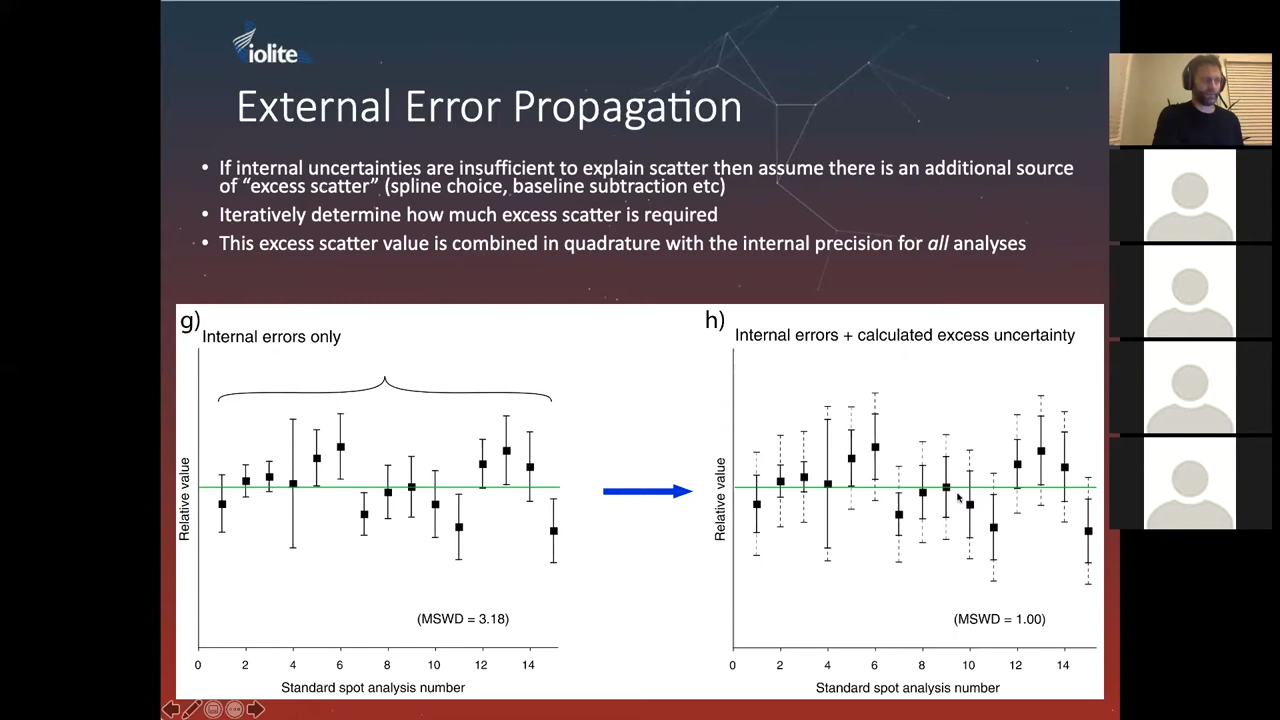 iolite
External Error Propagation
• If internal uncertainties are insufficient to explain scatter then assume there is an additional source
of “excess scatter” (spline choice, baseline subtraction etc)
• Iteratively determine how much excess scatter is required
• This excess scatter value is combined in quadrature with the internal precision for all analyses
g)
Internal errors only
Relative value
(MSWD = 3.18)
0 2 4 6 8 10 12 14
Standard spot analysis number
h)
Internal errors + calculated excess uncertainty
Relative value
(MSWD = 1.00)
0 2 4 6 8 10 12 14
Standard spot analysis number